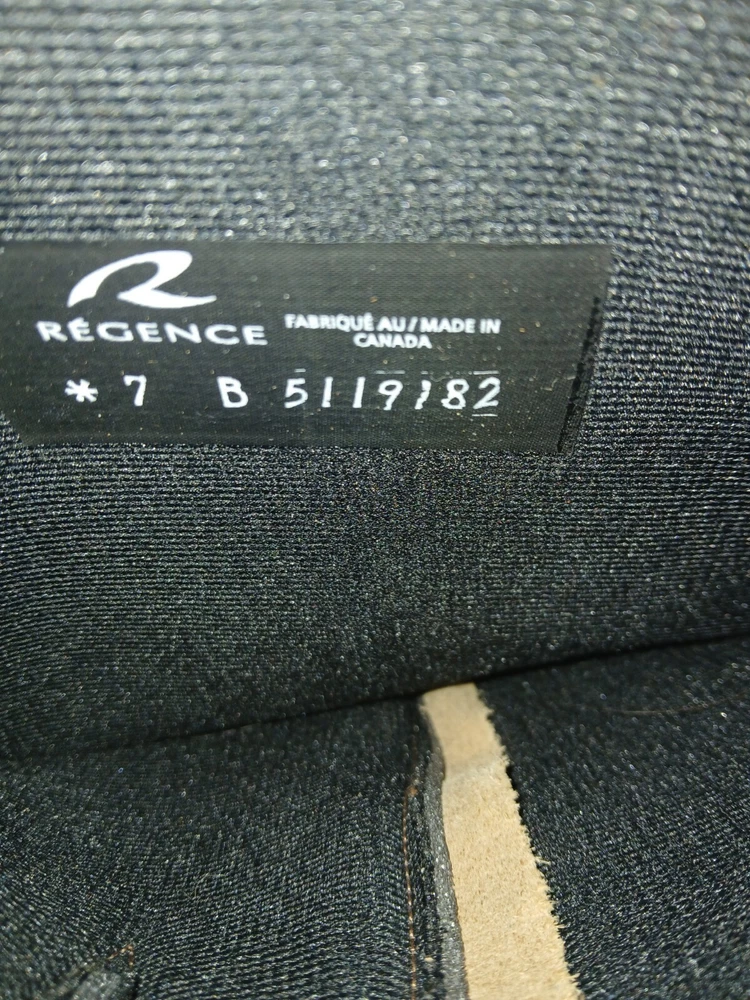 RÉGENCE
FABRIQUÉ AU / MADE IN
CANADA
* 7 B 5119182